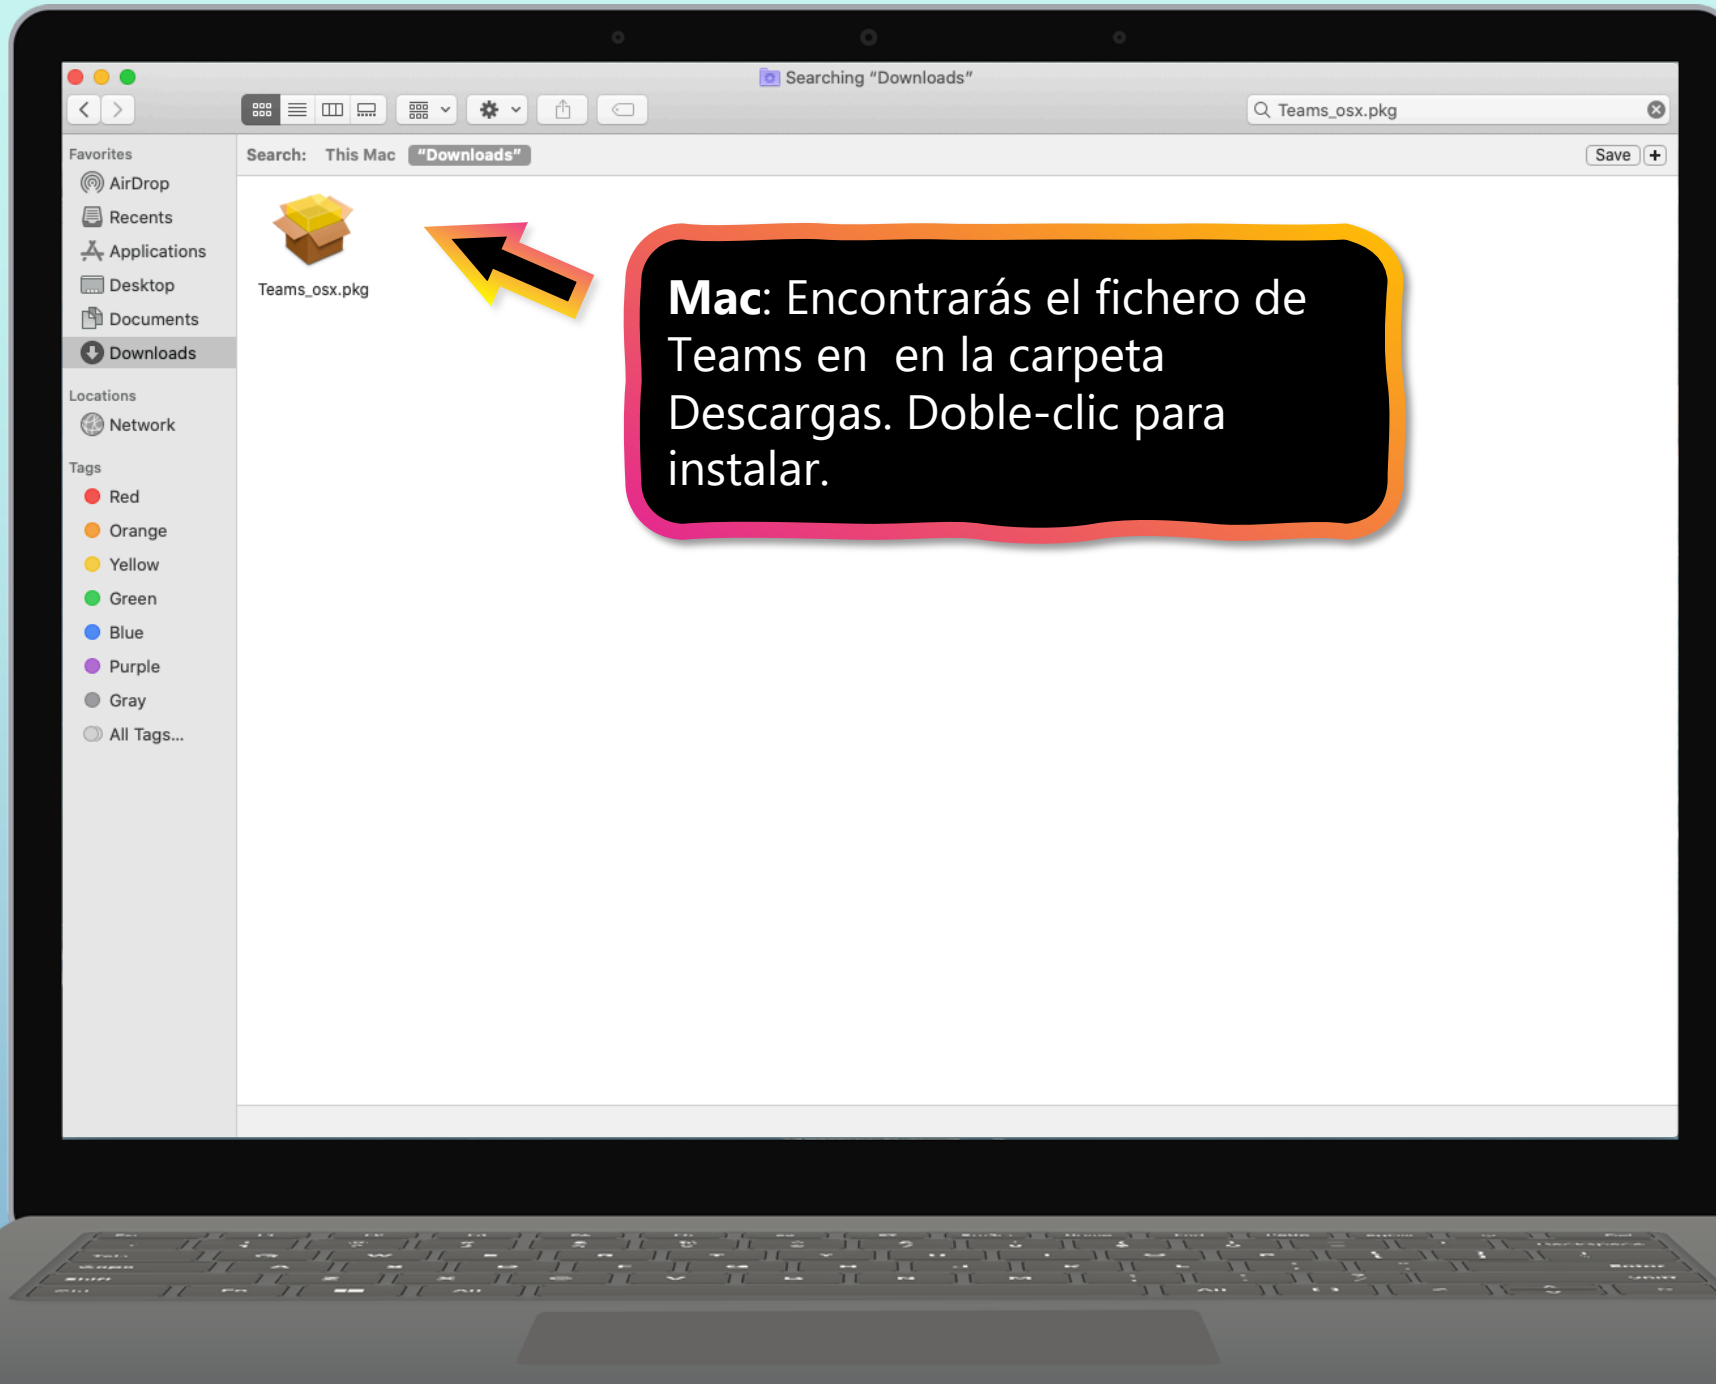 Searching “Downloads”
Teams_osx.pkg
Favorites
Search: This Mac “Downloads”
Save +
AirDrop
Recents
Applications
Desktop
Documents
Downloads
Locations
Network
Tags
Red
Orange
Yellow
Green
Blue
Purple
Gray
All Tags...
Teams_osx.pkg
Mac: Encontrarás el fichero de
Teams en  en la carpeta
Descargas. Doble-clic para
instalar.